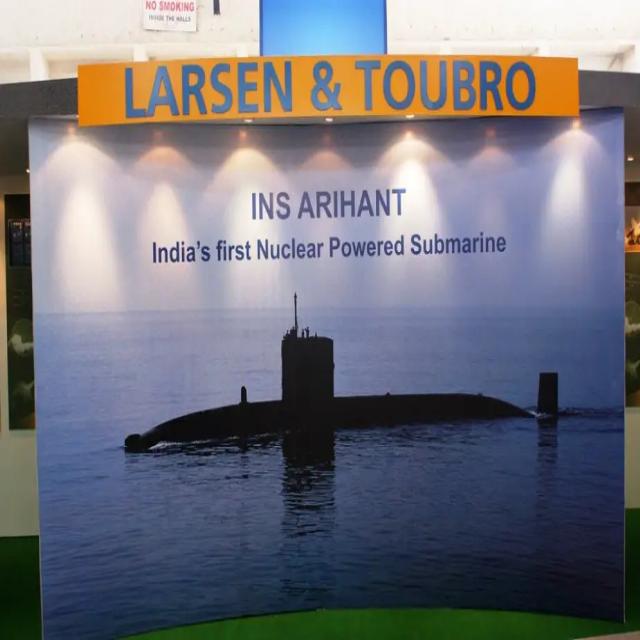 NO SMOKING
INSIDE THE HALLS
LARSEN & TOUBRO
INS ARIHANT
India's first Nuclear Powered Submarine